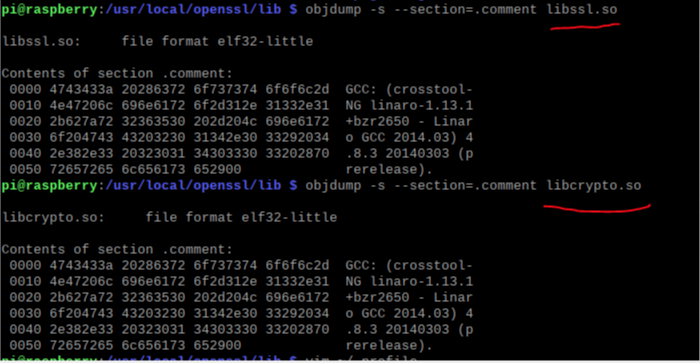 pi@raspberry:/usr/local/openssl/lib $ objdump -s --section=.comment libssl.so
libssl.so:     file format elf32-little
Contents of section .comment:
 0000 4743433a 20286372 6f737374 6f6f6c2d  GCC: (crosstool-
 0010 4e47206c 696e6172 6f2d312e 31332e31  NG linaro-1.13.1
 0020 2b627a72 32363530 202d204c 696e6172  +bzr2650 - Linar
 0030 6f204743 43203230 31342e30 33292034  o GCC 2014.03) 4
 0040 2e382e33 20323031 34303330 33202870  .8.3 20140303 (p
 0050 72657265 6c656173 652900             rerelease).
pi@raspberry:/usr/local/openssl/lib $ objdump -s --section=.comment libcrypto.so
libcrypto.so:     file format elf32-little
Contents of section .comment:
 0000 4743433a 20286372 6f737374 6f6f6c2d  GCC: (crosstool-
 0010 4e47206c 696e6172 6f2d312e 31332e31  NG linaro-1.13.1
 0020 2b627a72 32363530 202d204c 696e6172  +bzr2650 - Linar
 0030 6f204743 43203230 31342e30 33292034  o GCC 2014.03) 4
 0040 2e382e33 20323031 34303330 33202870  .8.3 20140303 (p
 0050 72657265 6c656173 652900             rerelease).
pi@raspberry:/usr/local/openssl/lib $